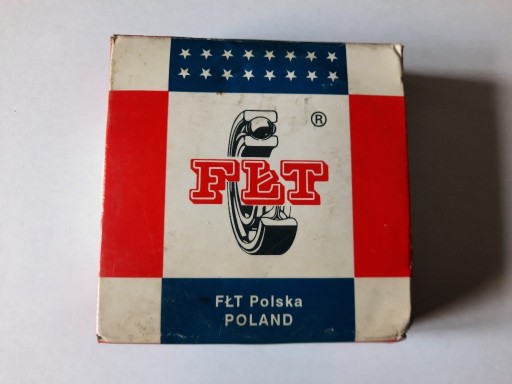 ®
FŁT
FŁT Polska
POLAND